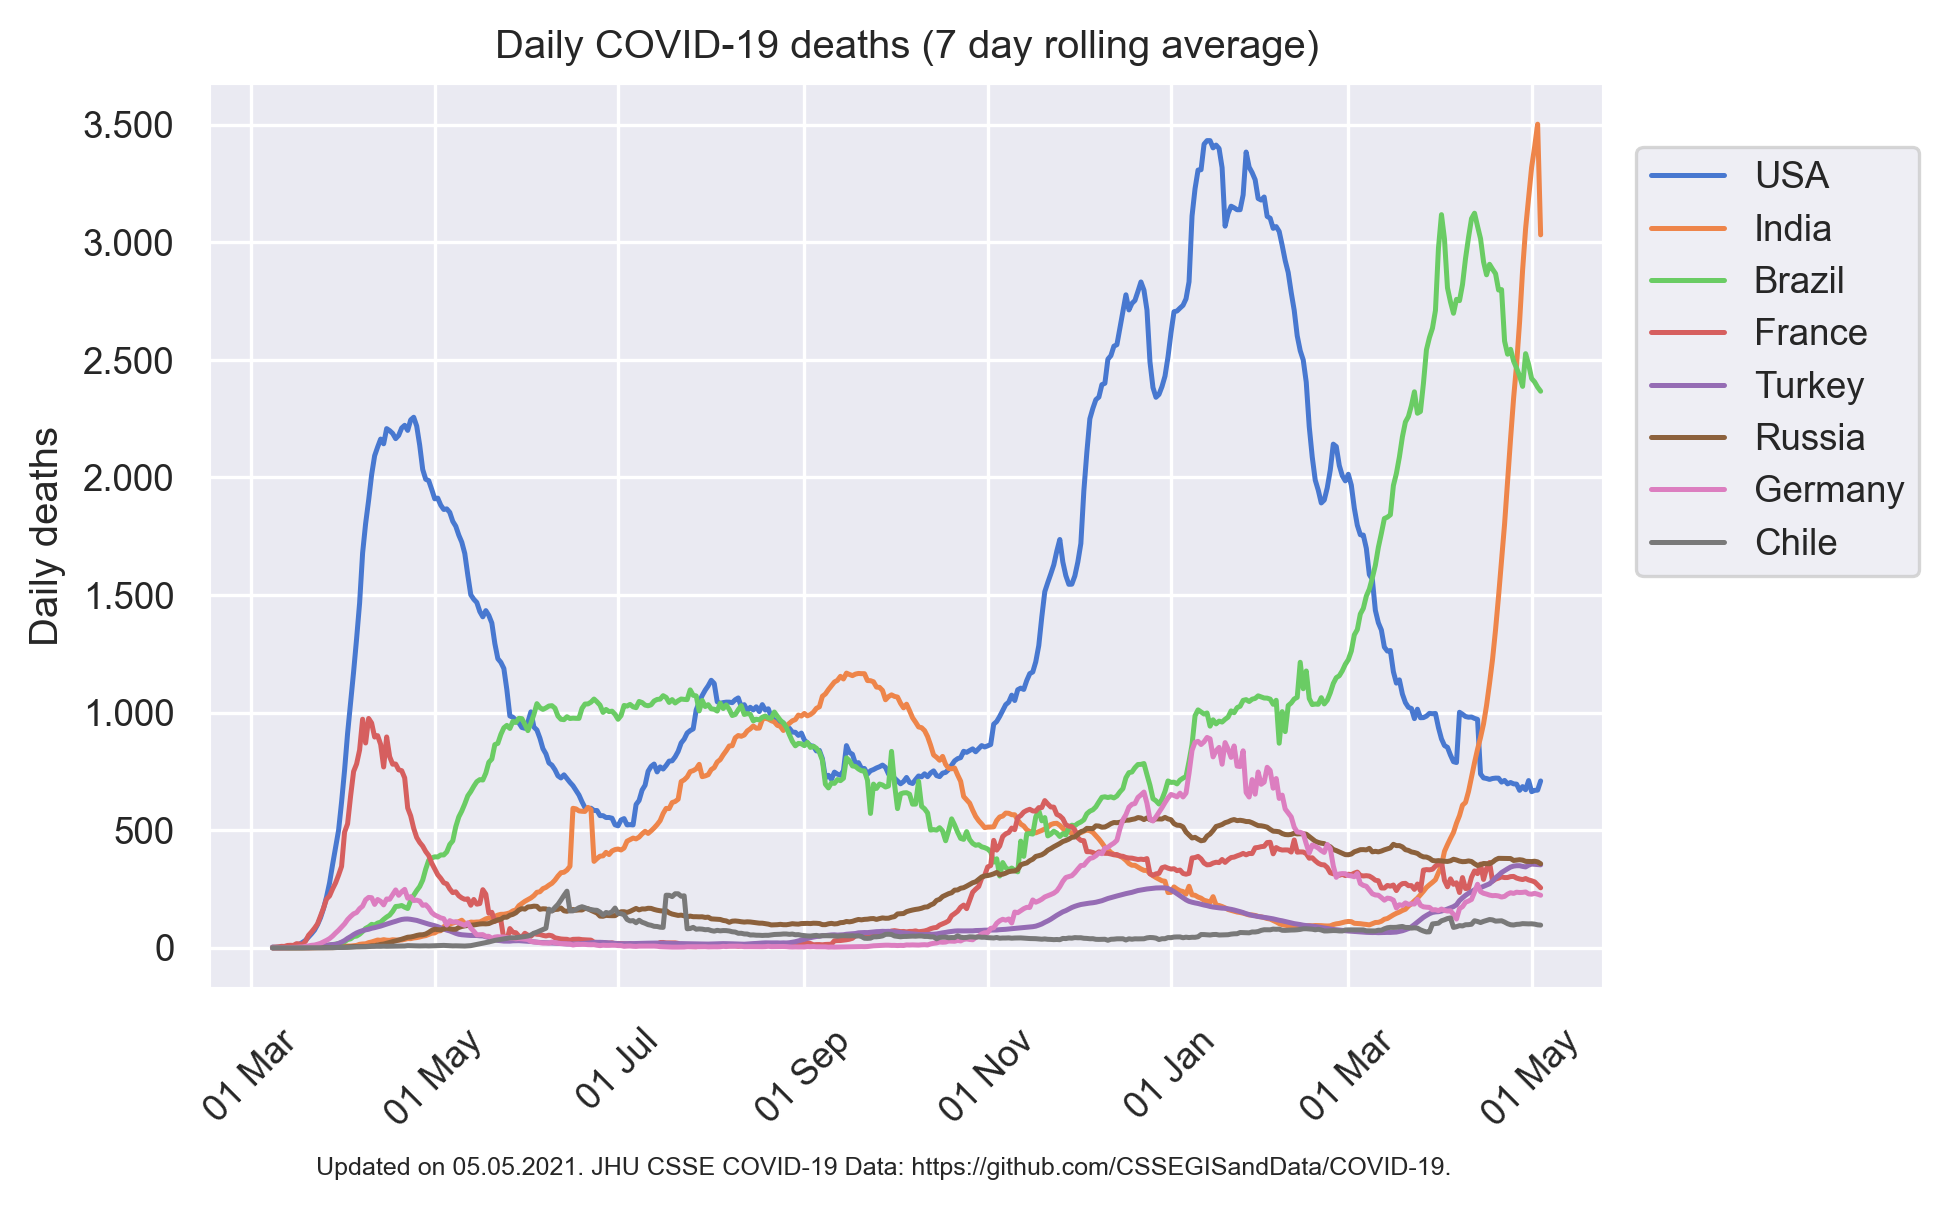 Daily COVID-19 deaths (7 day rolling average)
3.500
3.000
2.500
2.000
1.500
1.000
500
0
Daily deaths
01 Mar
01 May
01 Jul
01 Sep
01 Nov
01 Jan
01 Mar
01 May
USA
India
Brazil
France
Turkey
Russia
Germany
Chile
Updated on 05.05.2021. JHU CSSE COVID-19 Data: https://github.com/CSSEGISandData/COVID-19.